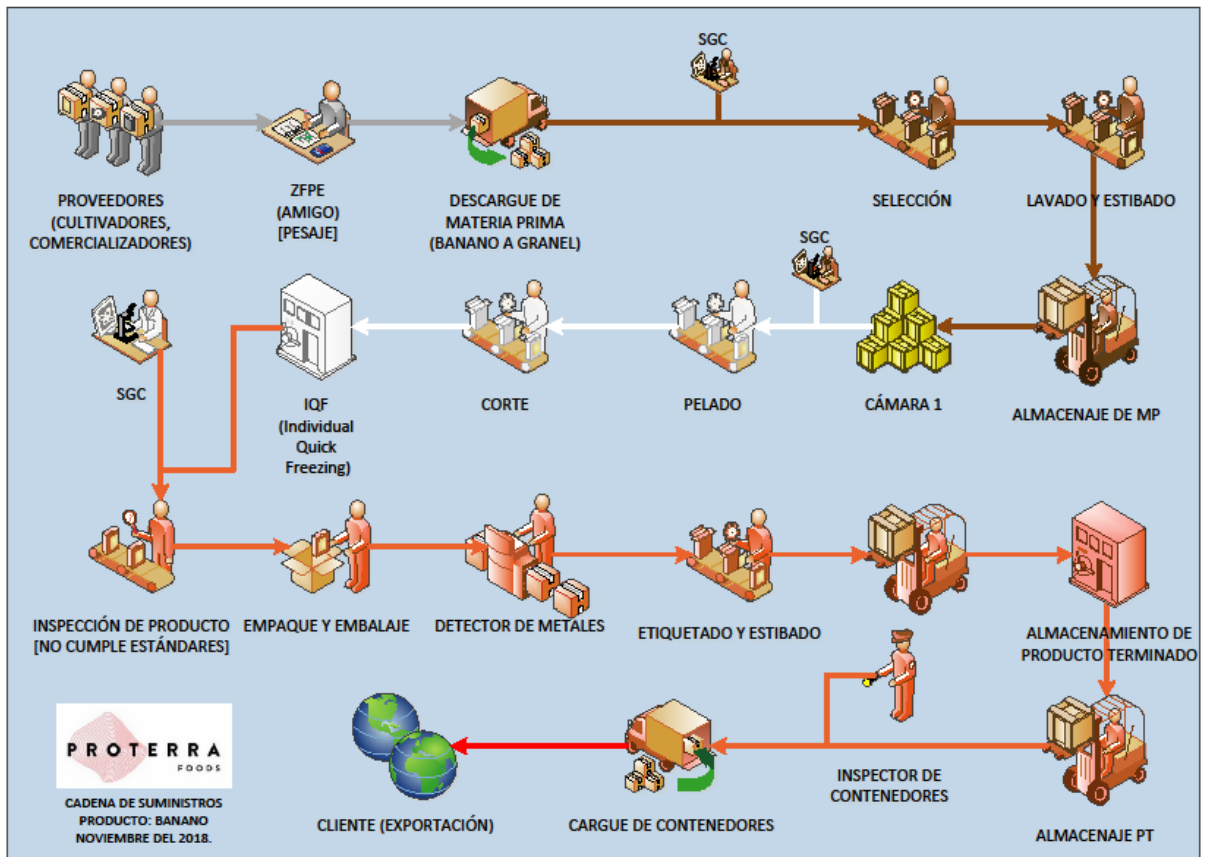 SGC
PROVEEDORES
(CULTIVADORES,
COMERCIALIZADORES)
ZFPE
(AMIGO)
[PESAJE]
DESCARGUE DE
MATERIA PRIMA
(BANANO A GRANEL)
SELECCIÓN
LAVADO Y ESTIBADO
SGC
SGC
IQF
(Individual
Quick
Freezing)
CORTE
PELADO
CÁMARA 1
ALMACENAJE DE MP
INSPECCIÓN DE PRODUCTO
[NO CUMPLE ESTÁNDARES]
EMPAQUE Y EMBALAJE
DETECTOR DE METALES
ETIQUETADO Y ESTIBADO
ALMACENAMIENTO DE
PRODUCTO TERMINADO
PROTERRA
FOODS
CADENA DE SUMINISTROS
PRODUCTO: BANANO
NOVIEMBRE DEL 2018.
CLIENTE (EXPORTACIÓN)
CARGUE DE CONTENEDORES
INSPECTOR DE
CONTENEDORES
ALMACENAJE PT